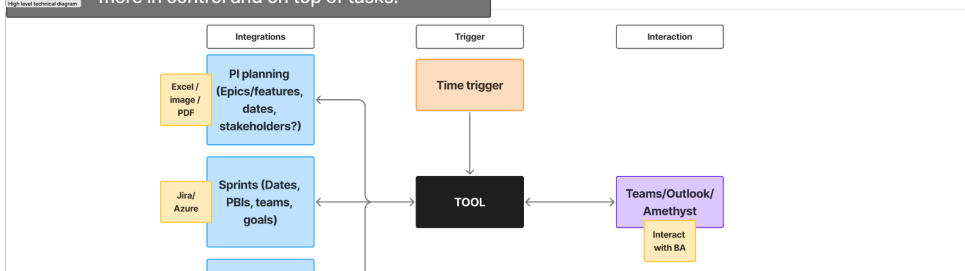 High level technical diagram
more in control and on top of tasks.
Integrations
Trigger
Interaction
PI planning
(Epics/features,
dates,
stakeholders?)
Excel /
image /
PDF
Time trigger
Sprints (Dates,
PBIs, teams,
goals)
Jira/
Azure
TOOL
Teams/Outlook/
Amethyst
Interact
with BA